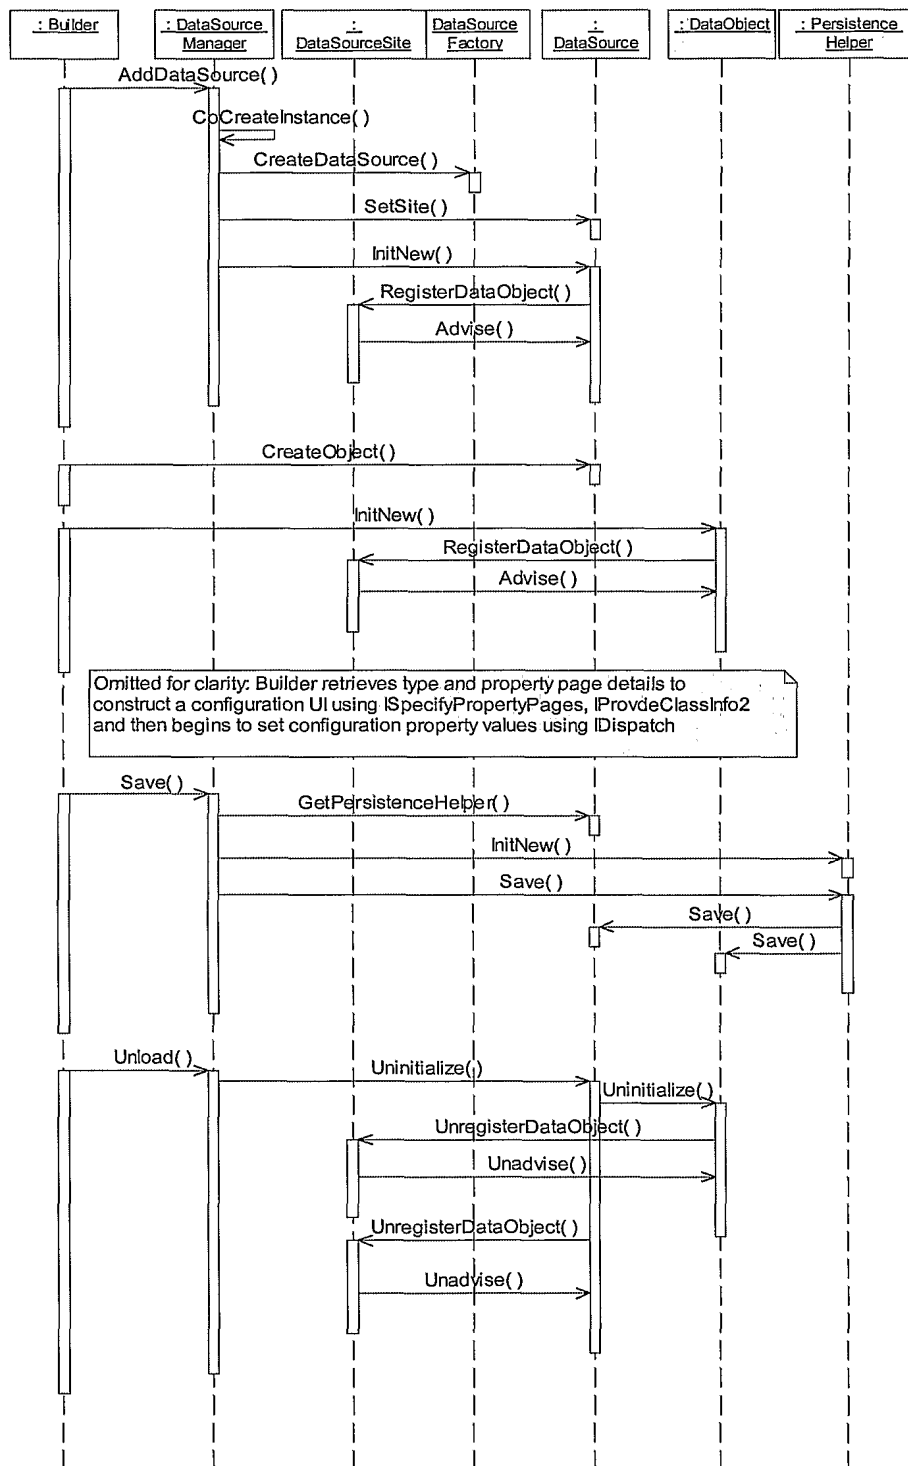 : Builder
: DataSource
Manager
:
DataSourceSite
DataSource
Factory
:
DataSource
: DataObject
: Persistence
Helper
AddDataSource( )
CoCreateInstance( )
CreateDataSource( )
SetSite( )
InitNew( )
RegisterDataObject( )
Advise( )
CreateObject( )
InitNew( )
RegisterDataObject( )
Advise( )
Omitted for clarity: Builder retrieves type and property page details to
construct a configuration UI using ISpecifyPropertyPages, IProvdeClassInfo2
and then begins to set configuration property values using IDispatch
Save( )
GetPersistenceHelper( )
InitNew( )
Save( )
Save( )
Save( )
Unload( )
Uninitialize( )
Uninitialize( )
UnregisterDataObject( )
Unadvise( )
UnregisterDataObject( )
Unadvise( )